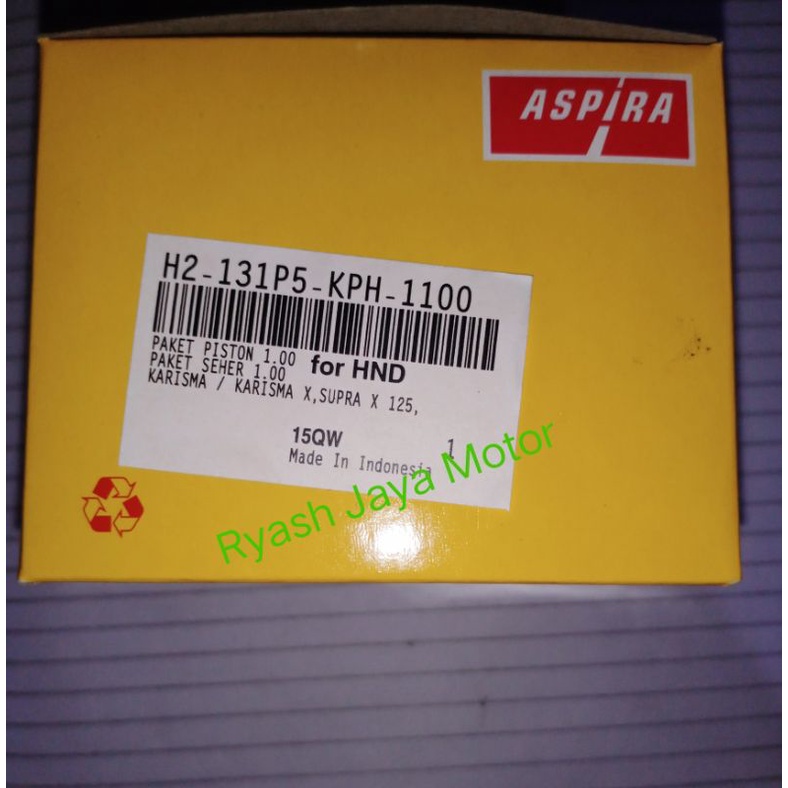 ASPIRA
H2-131P5-KPH-1100
PAKET PISTON 1.00 for HND
PAKET SEHER 1.00
KARISMA / KARISMA X,SUPRA X 125,
15QW 1
Made In Indonesia
Ryash Jaya Motor